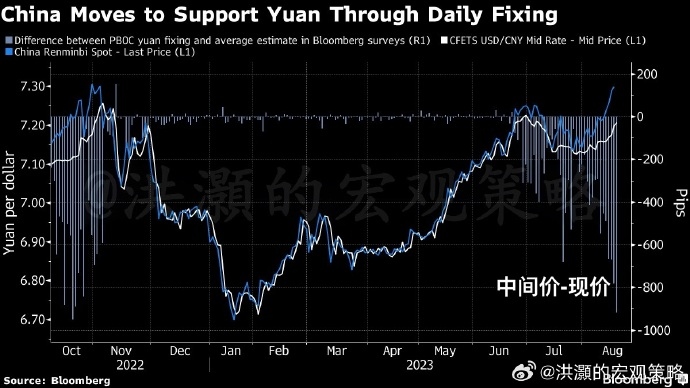 China Moves to Support Yuan Through Daily Fixing
Difference between PBOC yuan fixing and average estimate in Bloomberg surveys (R1) CFETS USD/CNY Mid Rate - Mid Price (L1)
China Renminbi Spot - Last Price (L1)
7.30
7.20
7.10
7.00
6.90
6.80
6.70
Yuan per dollar
200
0
-200
-400
-600
-800
-1000
Pips
@洪灏的宏观策略
中间价-现价
Oct Nov Dec Jan Feb Mar Apr May Jun Jul Aug
2022 2023
Source: Bloomberg
Bloomberg
@洪灏的宏观策略